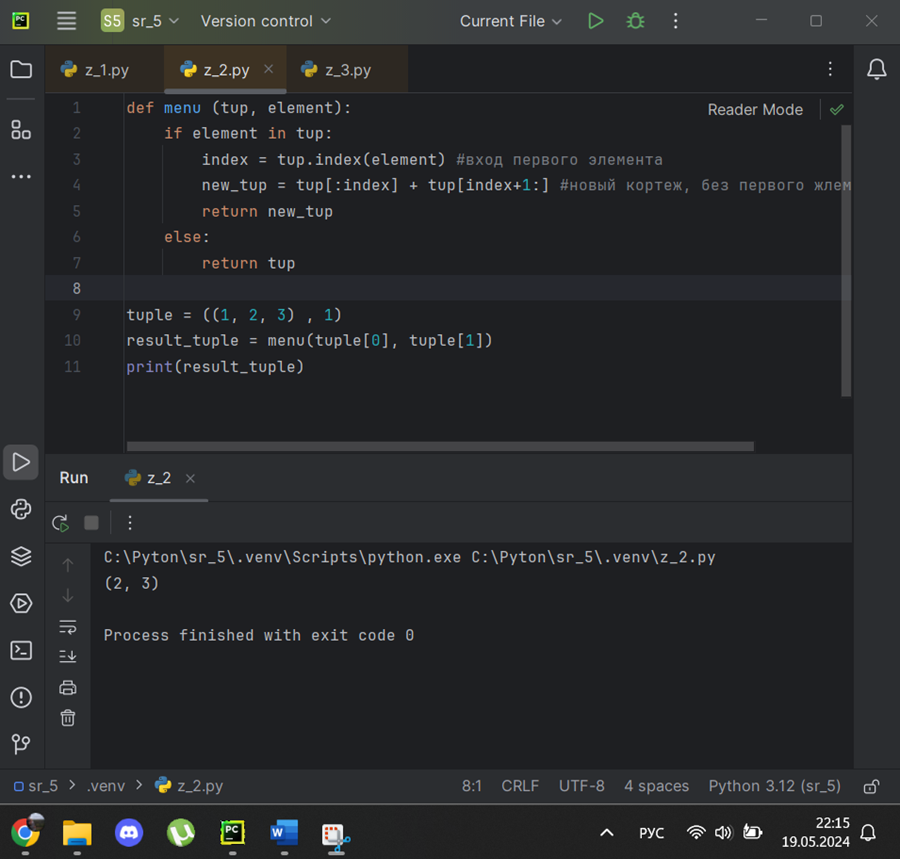 PC S5 sr_5 Version control Current File
z_1.py z_2.py z_3.py
Reader Mode
1 def menu (tup, element):
2 if element in tup:
3 index = tup.index(element) #вход первого элемента
4 new_tup = tup[:index] + tup[index+1:] #новый кортеж, без первого жлем
5 return new_tup
6 else:
7 return tup
8
9 tuple = ((1, 2, 3) , 1)
10 result_tuple = menu(tuple[0], tuple[1])
11 print(result_tuple)
Run z_2
C:\Pyton\sr_5\.venv\Scripts\python.exe C:\Pyton\sr_5\.venv\z_2.py
(2, 3)
Process finished with exit code 0
sr_5 > .venv > z_2.py 8:1 CRLF UTF-8 4 spaces Python 3.12 (sr_5)
PC W РУС 22:15
19.05.2024